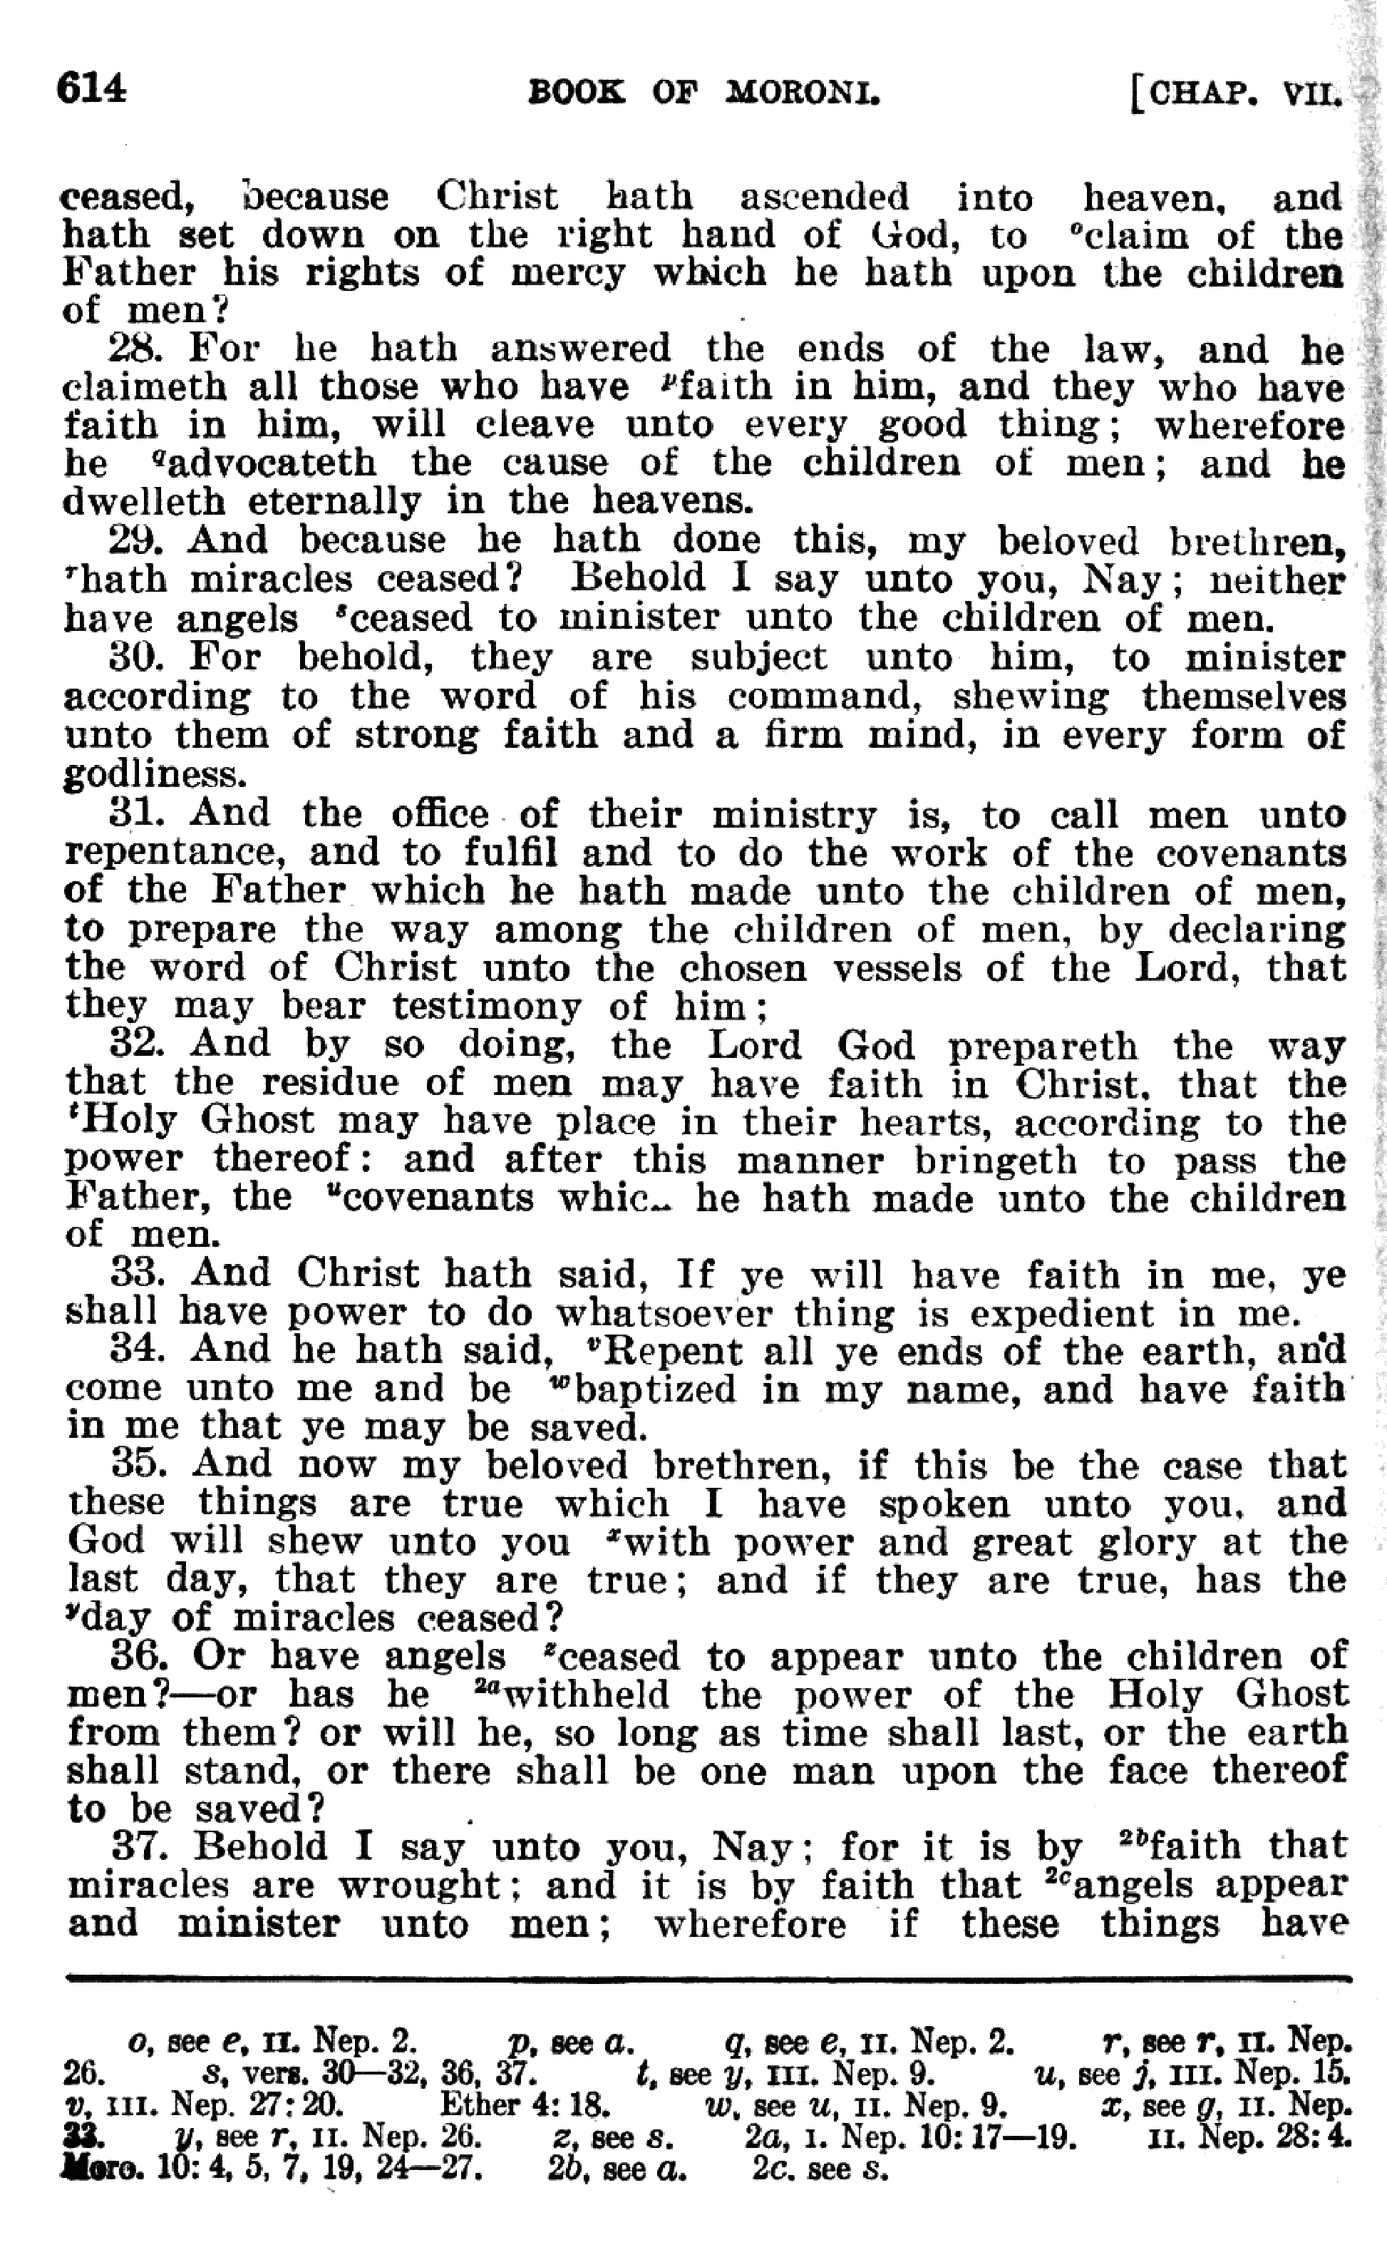 614 BOOK OF MORONI. [CHAP. VII.
ceased, because Christ hath ascended into heaven, and
hath set down on the right hand of God, to ᵒclaim of the
Father his rights of mercy which he hath upon the children
of men?
28. For he hath answered the ends of the law, and he
claimeth all those who have ᵖfaith in him, and they who have
faith in him, will cleave unto every good thing; wherefore
he ᑫadvocateth the cause of the children of men; and he
dwelleth eternally in the heavens.
29. And because he hath done this, my beloved brethren,
ʳhath miracles ceased? Behold I say unto you, Nay; neither
have angels ˢceased to minister unto the children of men.
30. For behold, they are subject unto him, to minister
according to the word of his command, shewing themselves
unto them of strong faith and a firm mind, in every form of
godliness.
31. And the office of their ministry is, to call men unto
repentance, and to fulfil and to do the work of the covenants
of the Father which he hath made unto the children of men,
to prepare the way among the children of men, by declaring
the word of Christ unto the chosen vessels of the Lord, that
they may bear testimony of him;
32. And by so doing, the Lord God prepareth the way
that the residue of men may have faith in Christ, that the
ᵗHoly Ghost may have place in their hearts, according to the
power thereof: and after this manner bringeth to pass the
Father, the ᵘcovenants which he hath made unto the children
of men.
33. And Christ hath said, If ye will have faith in me, ye
shall have power to do whatsoever thing is expedient in me.
34. And he hath said, ᵛRepent all ye ends of the earth, and
come unto me and be ʷbaptized in my name, and have faith
in me that ye may be saved.
35. And now my beloved brethren, if this be the case that
these things are true which I have spoken unto you, and
God will shew unto you ˣwith power and great glory at the
last day, that they are true; and if they are true, has the
ʸday of miracles ceased?
36. Or have angels ᶻceased to appear unto the children of
men?—or has he ²ᵃwithheld the power of the Holy Ghost
from them? or will he, so long as time shall last, or the earth
shall stand, or there shall be one man upon the face thereof
to be saved?
37. Behold I say unto you, Nay; for it is by ²ᵇfaith that
miracles are wrought; and it is by faith that ²ᶜangels appear
and minister unto men; wherefore if these things have
o, see e, II. Nep. 2. p, see a. q, see e, II. Nep. 2. r, see r, II. Nep.
26. s, vers. 30—32, 36, 37. t, see y, III. Nep. 9. u, see j, III. Nep. 15.
v, III. Nep. 27:20. Ether 4:18. w, see u, II. Nep. 9. x, see g, II. Nep.
33. y, see r, II. Nep. 26. z, see s. 2a, I. Nep. 10:17—19. II. Nep. 28:4.
Moro. 10:4, 5, 7, 19, 24—27. 2b, see a. 2c. see s.